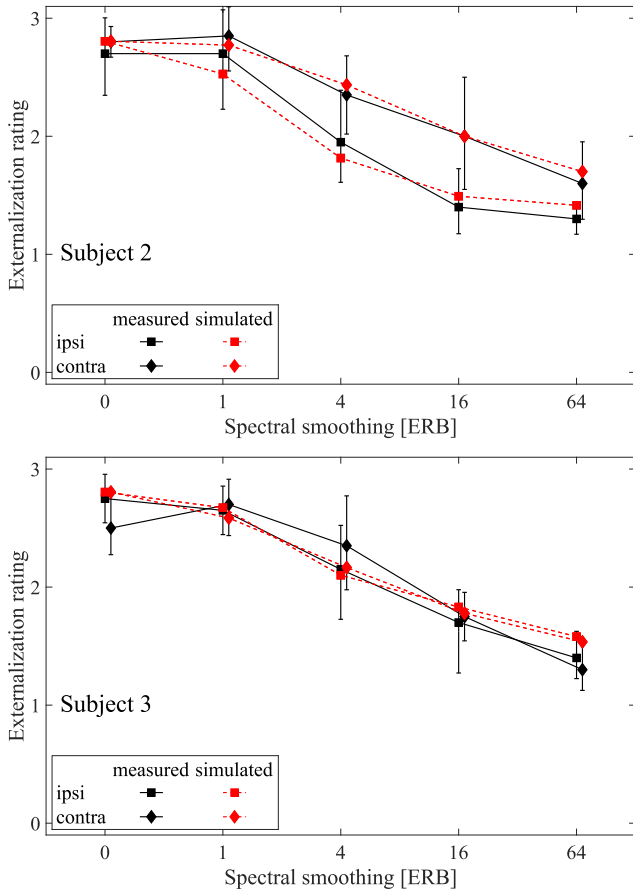 3
2
1
0
Externalization rating
Subject 2
measured simulated
ipsi
contra
0 1 4 16 64
Spectral smoothing [ERB]
3
2
1
0
Externalization rating
Subject 3
measured simulated
ipsi
contra
0 1 4 16 64
Spectral smoothing [ERB]